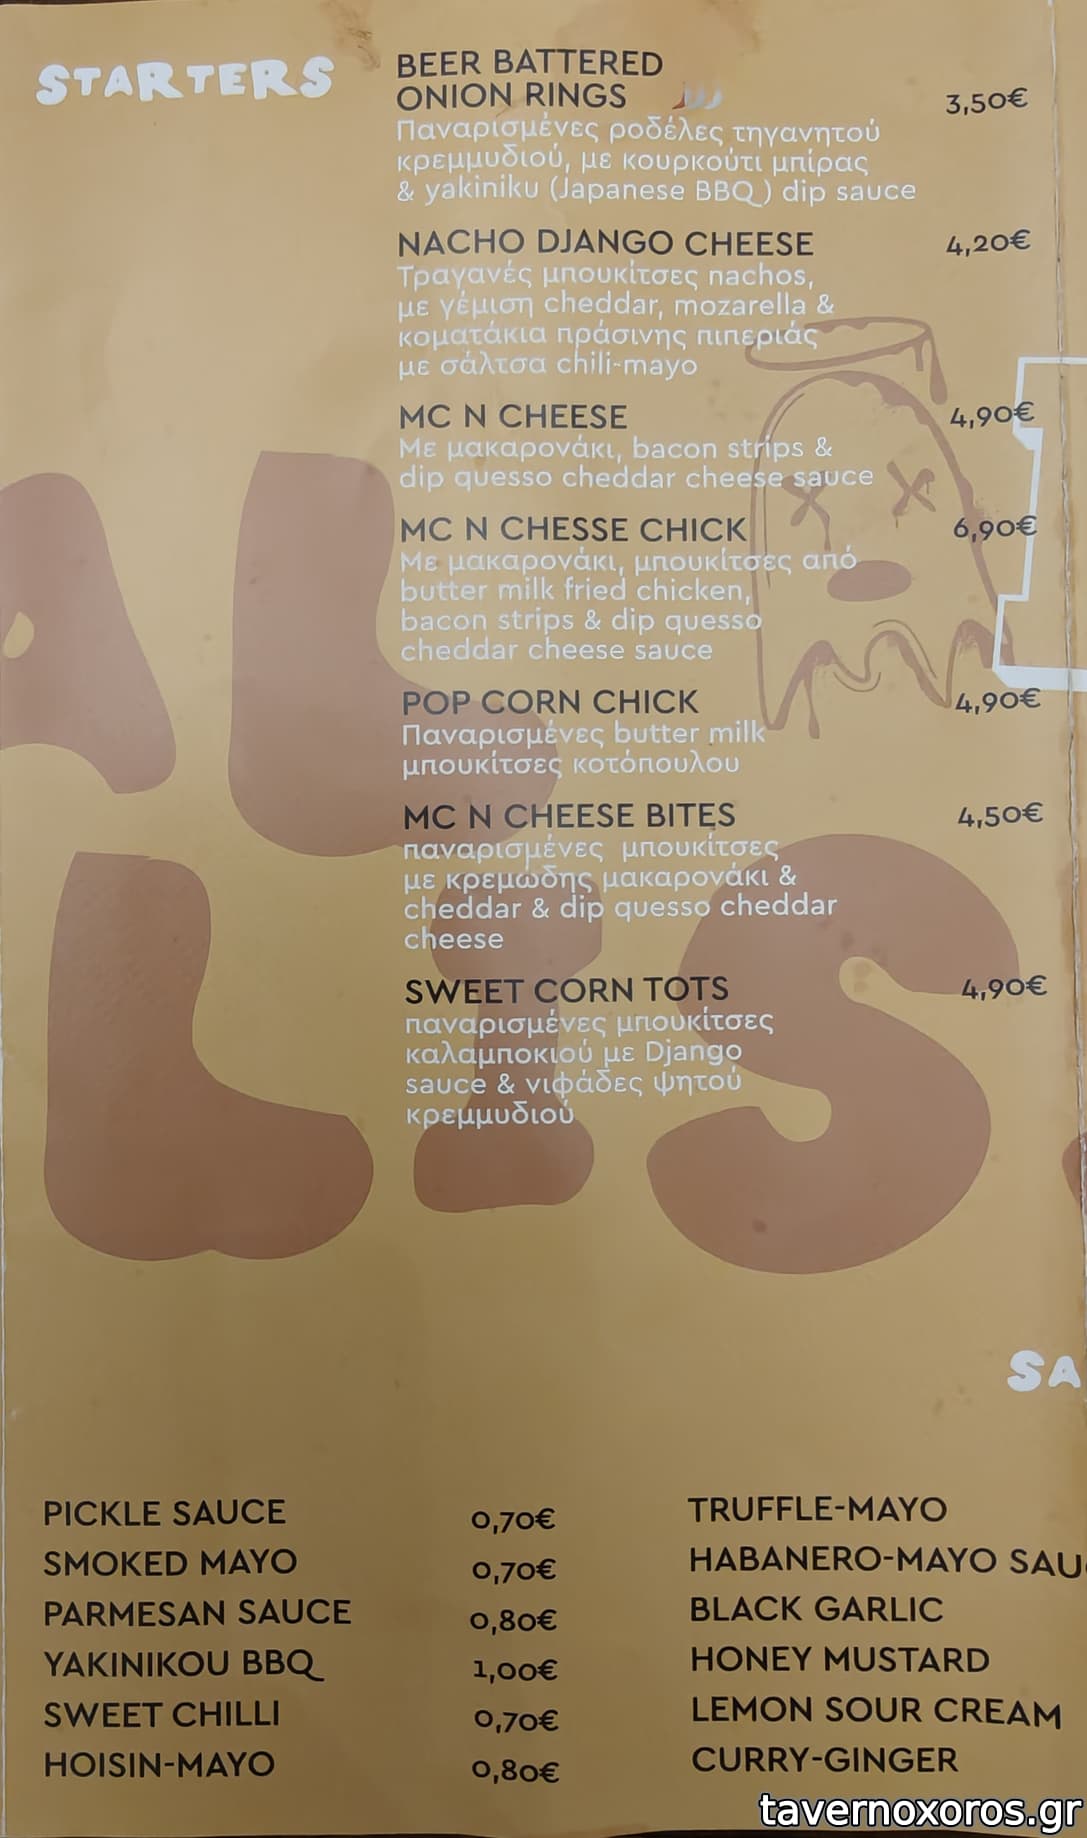 STARTERS
BEER BATTERED
ONION RINGS 3,50€
Παναρισμένες ροδέλες τηγανητού
κρεμμυδιού, με κουρκούτι μπίρας
& yakiniku (Japanese BBQ ) dip sauce
NACHO DJANGO CHEESE 4,20€
Τραγανές μπουκίτσες nachos,
με γέμιση cheddar, mozarella &
κοματάκια πράσινης πιπεριάς
με σάλτσα chili-mayo
MC N CHEESE 4,90€
Με μακαρονάκι, bacon strips &
dip quesso cheddar cheese sauce
MC N CHESSE CHICK 6,90€
Με μακαρονάκι, μπουκίτσες από
butter milk fried chicken,
bacon strips & dip quesso
cheddar cheese sauce
POP CORN CHICK 4,90€
Παναρισμένες butter milk
μπουκίτσες κοτόπουλου
MC N CHEESE BITES 4,50€
παναρισμένες μπουκίτσες
με κρεμώδης μακαρονάκι &
cheddar & dip quesso cheddar
cheese
SWEET CORN TOTS 4,90€
παναρισμένες μπουκίτσες
καλαμποκιού με Django
sauce & νιφάδες ψητού
κρεμμυδιού
AL
LIS
SA
PICKLE SAUCE 0,70€
SMOKED MAYO 0,70€
PARMESAN SAUCE 0,80€
YAKINIKOU BBQ 1,00€
SWEET CHILLI 0,70€
HOISIN-MAYO 0,80€
TRUFFLE-MAYO
HABANERO-MAYO SAU
BLACK GARLIC
HONEY MUSTARD
LEMON SOUR CREAM
CURRY-GINGER
tavernoxoros.gr